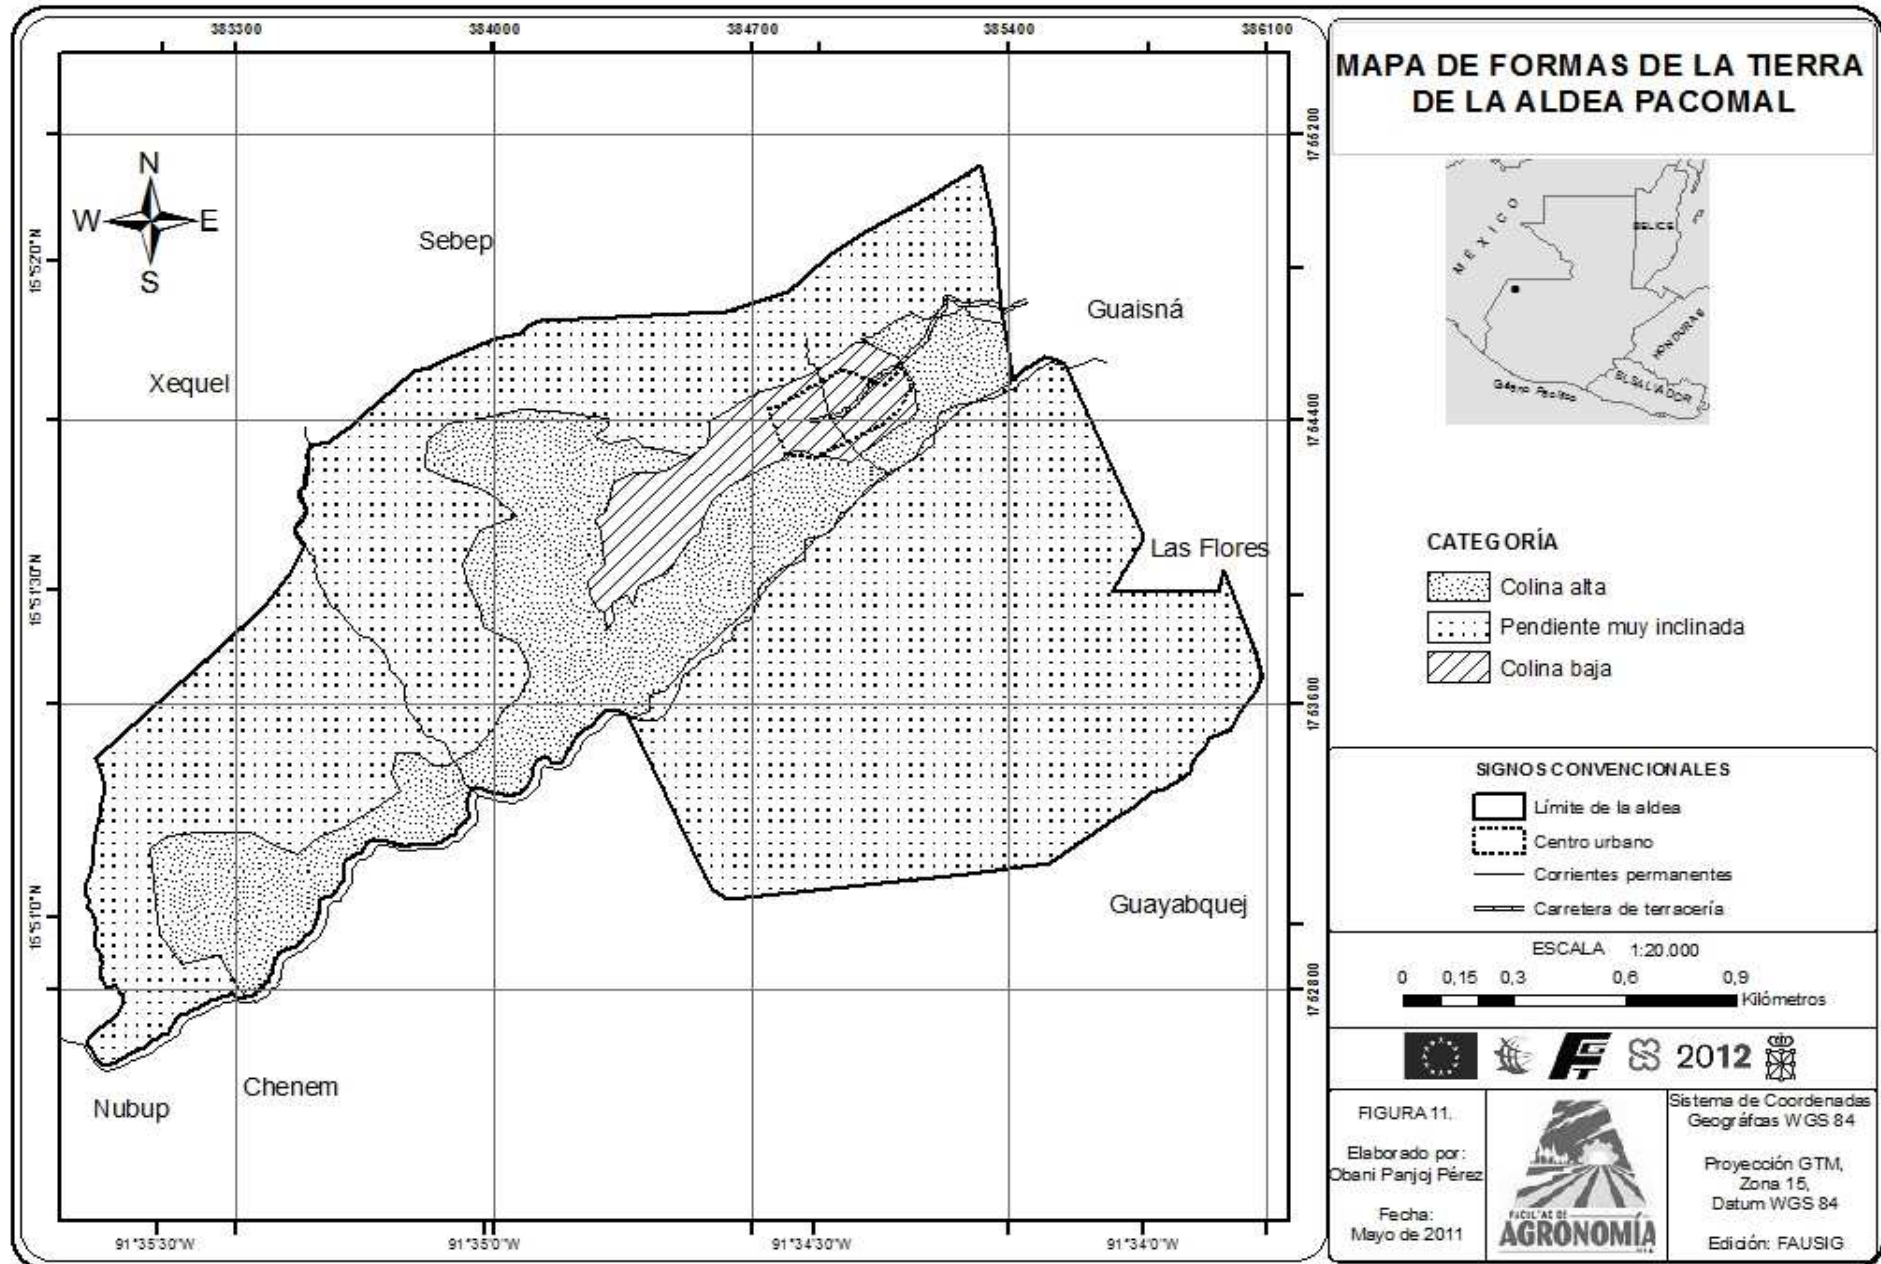 383300 384000 384700 385400 386100
1765200
1764400
1763600
1762800
15°52'0"N
15°51'30"N
15°51'0"N
91°35'30"W 91°35'0"W 91°34'30"W 91°34'0"W
N
W E
S
Sebep
Guaisná
Xequel
Las Flores
Guayabquej
Chenem
Nubup
MAPA DE FORMAS DE LA TIERRA
DE LA ALDEA PACOMAL
MÉXICO
BELICE
HONDURAS
EL SALVADOR
Océano Pacífico
CATEGORÍA
Colina alta
Pendiente muy inclinada
Colina baja
SIGNOS CONVENCIONALES
Límite de la aldea
Centro urbano
Corrientes permanentes
Carretera de terracería
ESCALA 1:20.000
0 0,15 0,3 0,6 0,9
Kilómetros
FGT
2012
FIGURA 11.
Elaborado por:
Obani Panjoj Pérez
Fecha:
Mayo de 2011
FACULTAD DE
AGRONOMÍA
Sistema de Coordenadas
Geográficas WGS 84
Proyección GTM,
Zona 15,
Datum WGS 84
Edición: FAUSIG